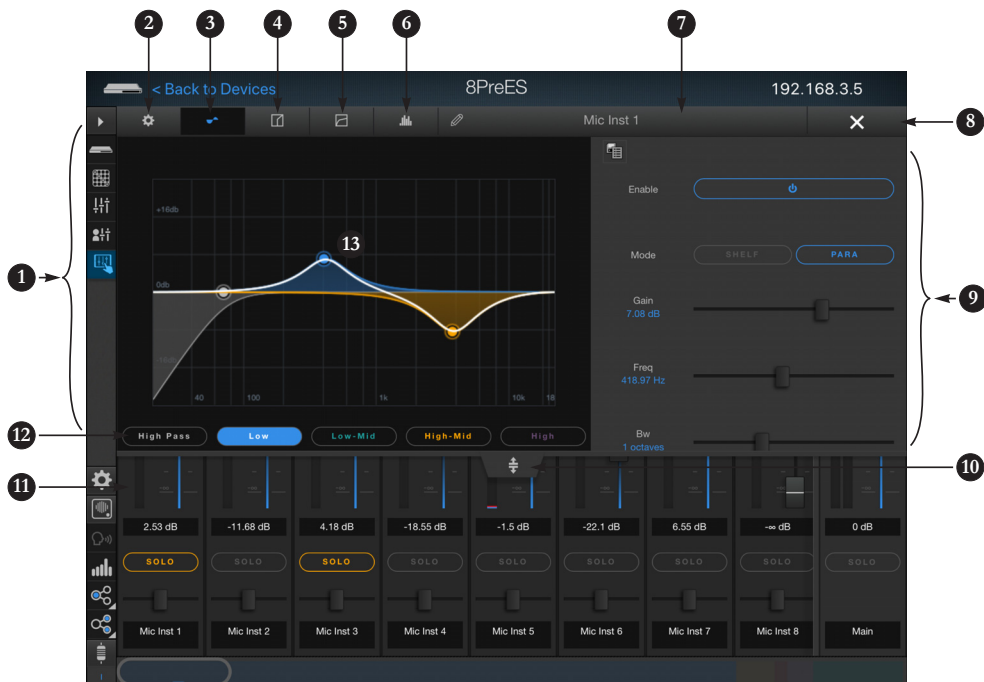 2 3 4 5 6 7
< Back to Devices 8PreES 192.168.3.5
Mic Inst 1
8
Enable
+16db
13
Mode SHELF PARA
1
0db
9
Gain
7.08 dB
Freq
418.97 Hz
40 100 1k 10k 16
Bw
1 octaves
12
High Pass Low Low-Mid High-Mid High
10
11
2.53 dB -11.68 dB 4.18 dB -18.55 dB -1.5 dB -22.1 dB 6.55 dB -∞ dB 0 dB
SOLO SOLO SOLO SOLO SOLO SOLO SOLO SOLO SOLO
Mic Inst 1 Mic Inst 2 Mic Inst 3 Mic Inst 4 Mic Inst 5 Mic Inst 6 Mic Inst 7 Mic Inst 8 Main